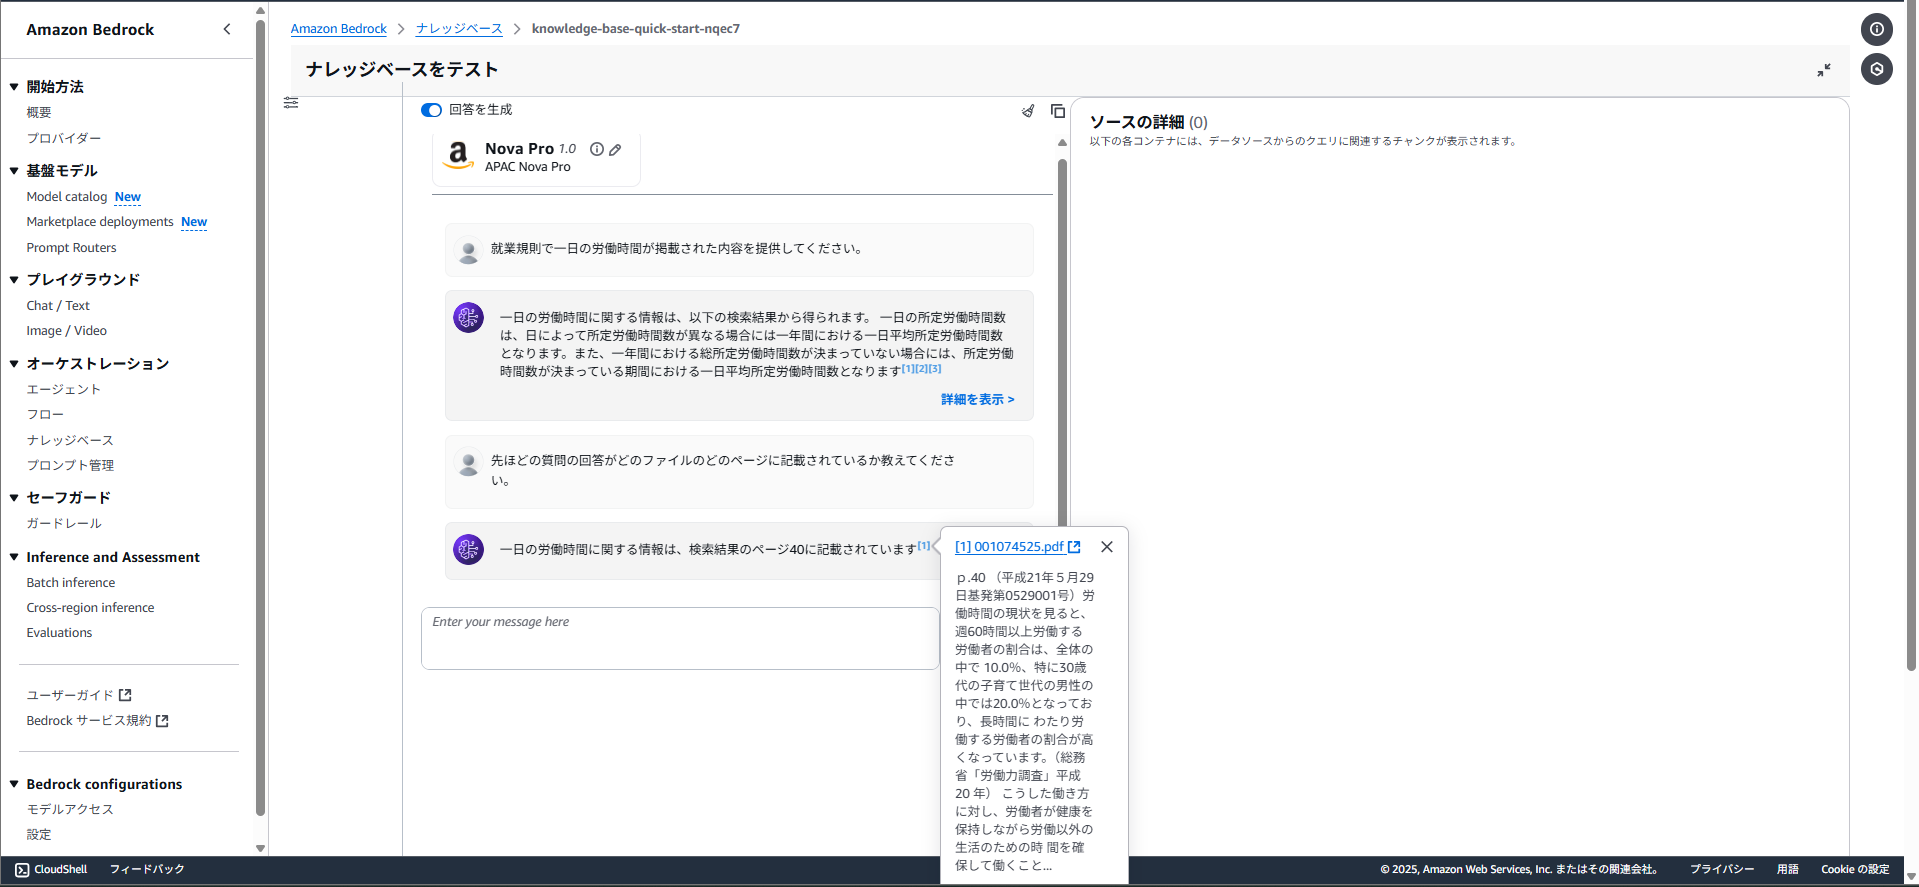 Amazon Bedrock
開始方法
概要
プロバイダー
基盤モデル
Model catalog New
Marketplace deployments New
Prompt Routers
プレイグラウンド
Chat / Text
Image / Video
オーケストレーション
エージェント
フロー
ナレッジベース
プロンプト管理
セーフガード
ガードレール
Inference and Assessment
Batch inference
Cross-region inference
Evaluations
ユーザーガイド
Bedrock サービス規約
Bedrock configurations
モデルアクセス
設定
Amazon Bedrock > ナレッジベース > knowledge-base-quick-start-nqec7
ナレッジベースをテスト
回答を生成
Nova Pro 1.0
APAC Nova Pro
就業規則で一日の労働時間が掲載された内容を提供してください。
一日の労働時間に関する情報は、以下の検索結果から得られます。 一日の所定労働時間数
は、日によって所定労働時間数が異なる場合には一年間における一日平均所定労働時間数
となります。また、一年間における総所定労働時間数が決まっていない場合には、所定労働
時間数が決まっている期間における一日平均所定労働時間数となります[1][2][3]
詳細を表示 >
先ほどの質問の回答がどのファイルのどのページに記載されているか教えてくださ
い。
一日の労働時間に関する情報は、検索結果のページ40に記載されています[1]
Enter your message here
[1] 001074525.pdf
ｐ.40 （平成21年５月29
日基発第0529001号）労
働時間の現状を見ると、
週60時間以上労働する
労働者の割合は、全体の
中で 10.0％、特に30歳
代の子育て世代の男性の
中では20.0％となってお
り、長時間に わたり労
働する労働者の割合が高
くなっています。（総務
省「労働力調査」平成
20 年） こうした働き方
に対し、労働者が健康を
保持しながら労働以外の
生活のための時 間を確
保して働くこと...
ソースの詳細 (0)
以下の各コンテナには、データソースからのクエリに関連するチャンクが表示されます。
CloudShell フィードバック
© 2025, Amazon Web Services, Inc. またはその関連会社。 プライバシー 用語 Cookie の設定